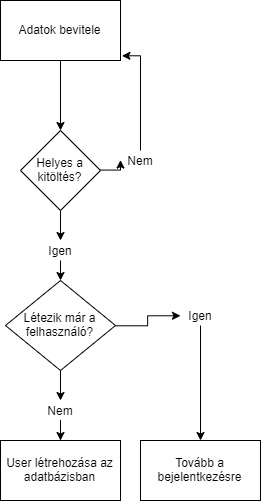 Adatok bevitele
Helyes a
kitöltés?
Nem
Igen
Létezik már a
felhasználó?
Igen
Nem
User létrehozása az
adatbázisban
Tovább a
bejelentkezésre